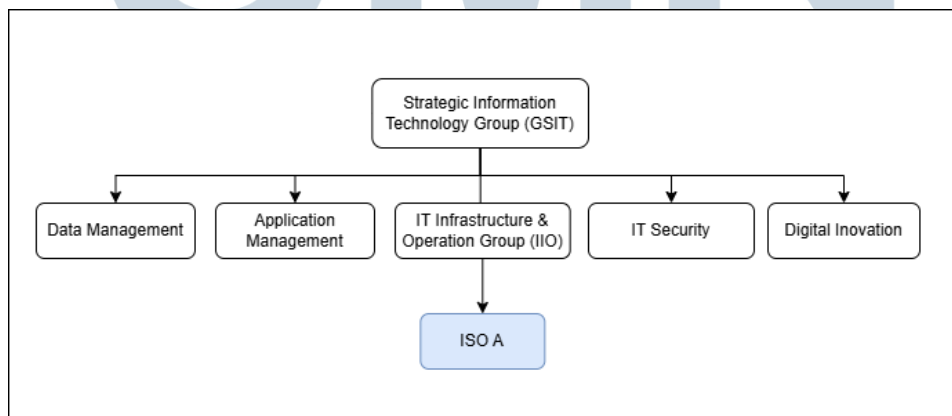 Strategic Information
Technology Group (GSIT)
Data Management
Application
Management
IT Infrastructure &
Operation Group (IIO)
IT Security
Digital Inovation
ISO A